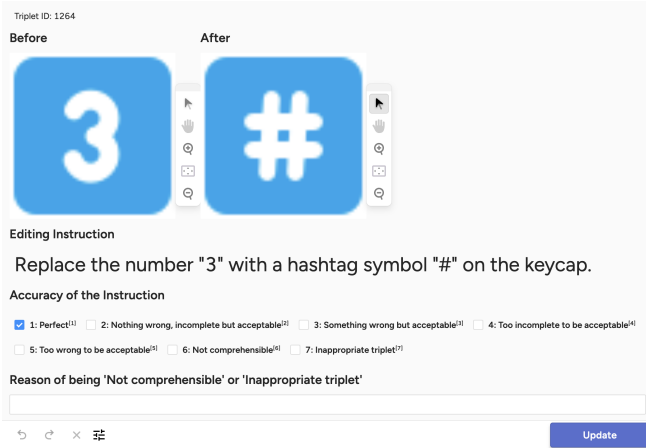 Triplet ID: 1264
Before After
3 #
Editing Instruction
Replace the number "3" with a hashtag symbol "#" on the keycap.
Accuracy of the Instruction
1: Perfect[1] 2: Nothing wrong, incomplete but acceptable[2] 3: Something wrong but acceptable[3] 4: Too incomplete to be acceptable[4]
5: Too wrong to be acceptable[5] 6: Not comprehensible[6] 7: Inappropriate triplet[7]
Reason of being 'Not comprehensible' or 'Inappropriate triplet'
Update